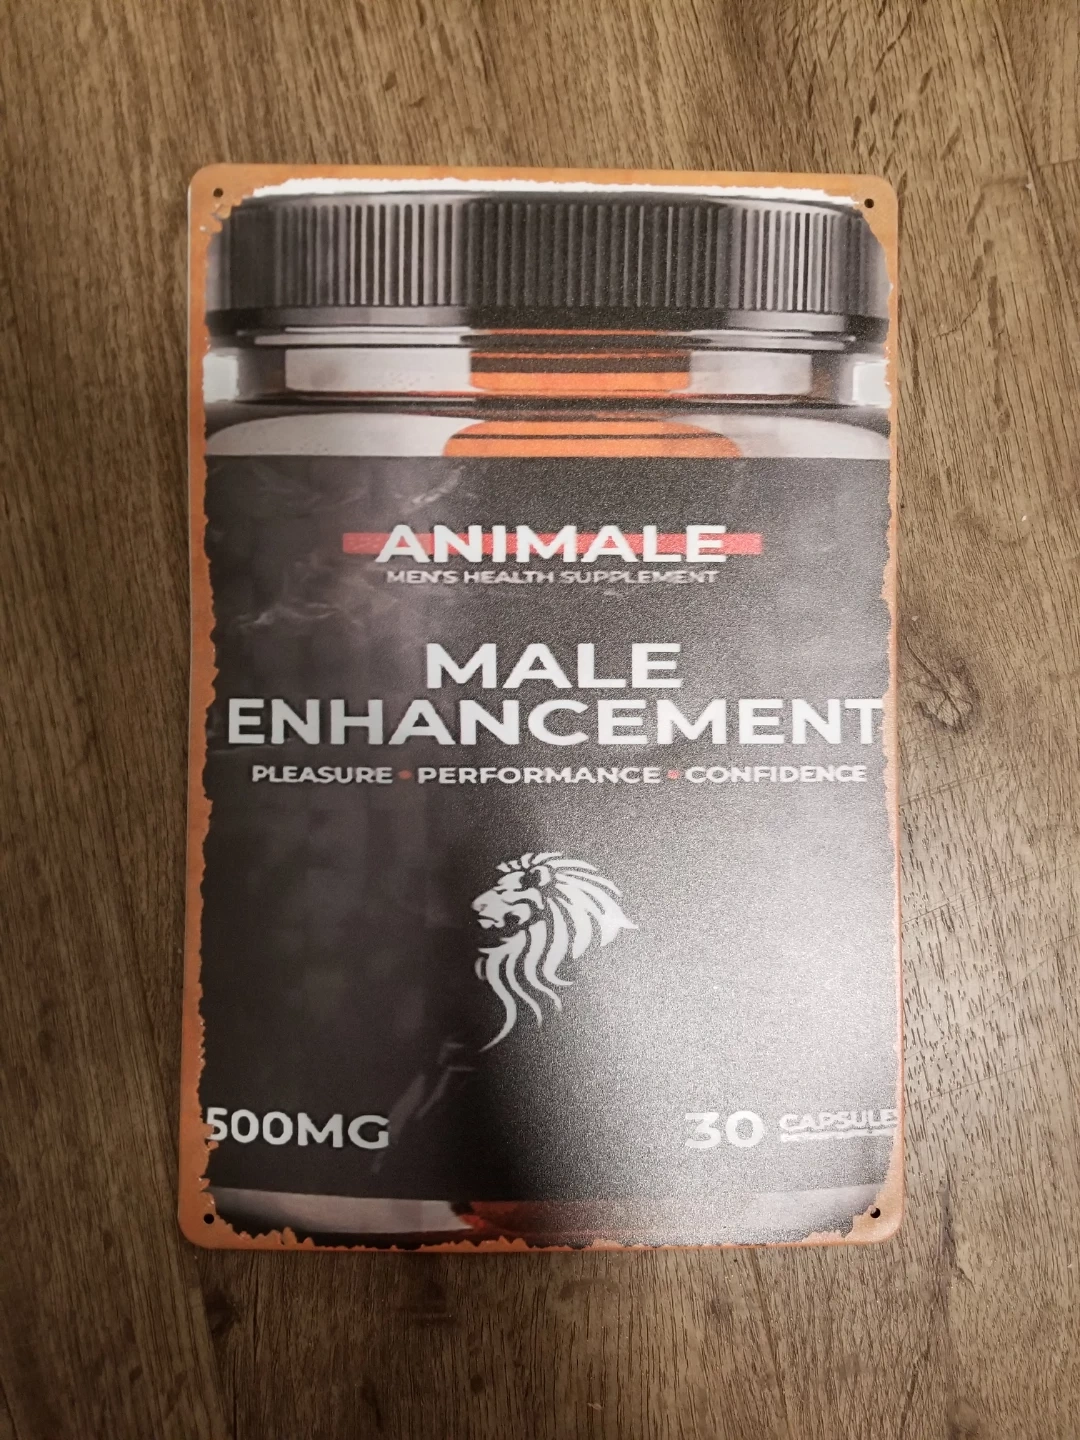 ANIMALE
MEN'S HEALTH SUPPLEMENT
MALE
ENHANCEMENT
PLEASURE • PERFORMANCE • CONFIDENCE
500MG
30 CAPSULES